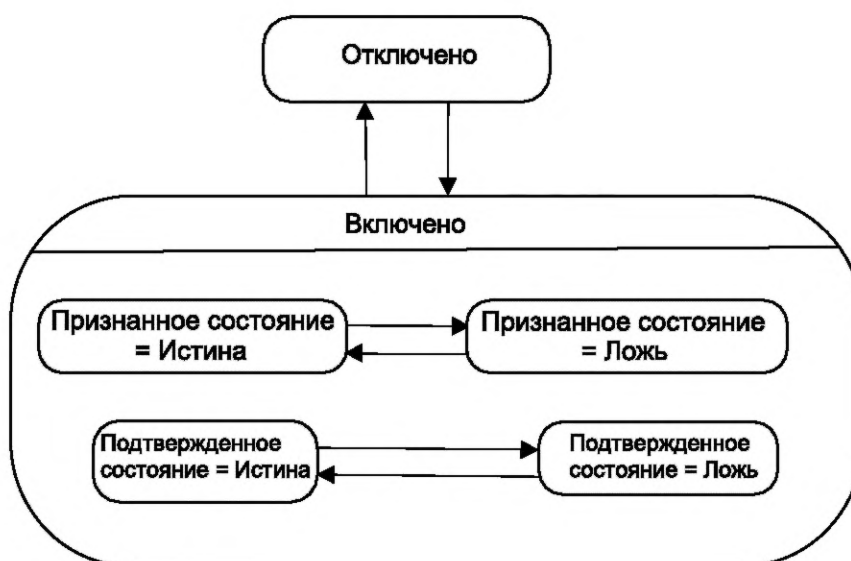 Отключено
Включено
Признанное состояние
= Истина
Признанное состояние
= Ложь
Подтвержденное
состояние = Истина
Подтвержденное
состояние = Ложь